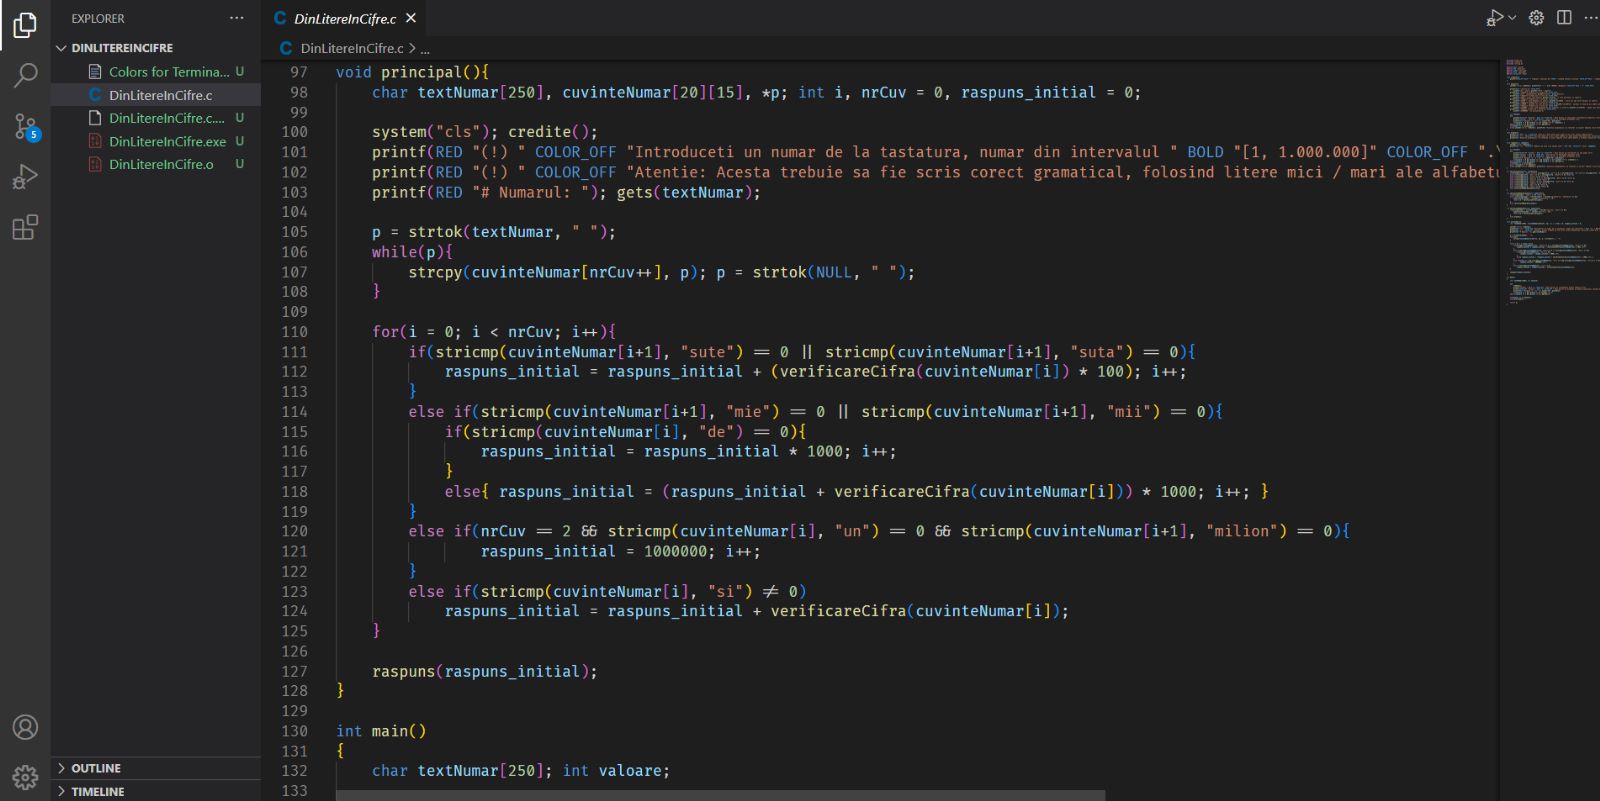 EXPLORER
DINLITEREINCIFRE
Colors for Termina... U
C DinLitereInCifre.c
DinLitereInCifre.c.... U
DinLitereInCifre.exe U
DinLitereInCifre.o U
5
OUTLINE
TIMELINE
C DinLitereInCifre.c ×
C DinLitereInCifre.c > ...
97 void principal(){
98 char textNumar[250], cuvinteNumar[20][15], *p; int i, nrCuv = 0, raspuns_initial = 0;
99
100 system("cls"); credite();
101 printf(RED "(!) " COLOR_OFF "Introduceti un numar de la tastatura, numar din intervalul " BOLD "[1, 1.000.000]" COLOR_OFF ".\
102 printf(RED "(!) " COLOR_OFF "Atentie: Acesta trebuie sa fie scris corect gramatical, folosind litere mici / mari ale alfabetu
103 printf(RED "# Numarul: "); gets(textNumar);
104
105 p = strtok(textNumar, " ");
106 while(p){
107 strcpy(cuvinteNumar[nrCuv++], p); p = strtok(NULL, " ");
108 }
109
110 for(i = 0; i < nrCuv; i++){
111 if(stricmp(cuvinteNumar[i+1], "sute") == 0 || stricmp(cuvinteNumar[i+1], "suta") == 0){
112 raspuns_initial = raspuns_initial + (verificareCifra(cuvinteNumar[i]) * 100); i++;
113 }
114 else if(stricmp(cuvinteNumar[i+1], "mie") == 0 || stricmp(cuvinteNumar[i+1], "mii") == 0){
115 if(stricmp(cuvinteNumar[i], "de") == 0){
116 raspuns_initial = raspuns_initial * 1000; i++;
117 }
118 else{ raspuns_initial = (raspuns_initial + verificareCifra(cuvinteNumar[i])) * 1000; i++; }
119 }
120 else if(nrCuv == 2 && stricmp(cuvinteNumar[i], "un") == 0 && stricmp(cuvinteNumar[i+1], "milion") == 0){
121 raspuns_initial = 1000000; i++;
122 }
123 else if(stricmp(cuvinteNumar[i], "si") != 0)
124 raspuns_initial = raspuns_initial + verificareCifra(cuvinteNumar[i]);
125 }
126
127 raspuns(raspuns_initial);
128 }
129
130 int main()
131 {
132 char textNumar[250]; int valoare;
133